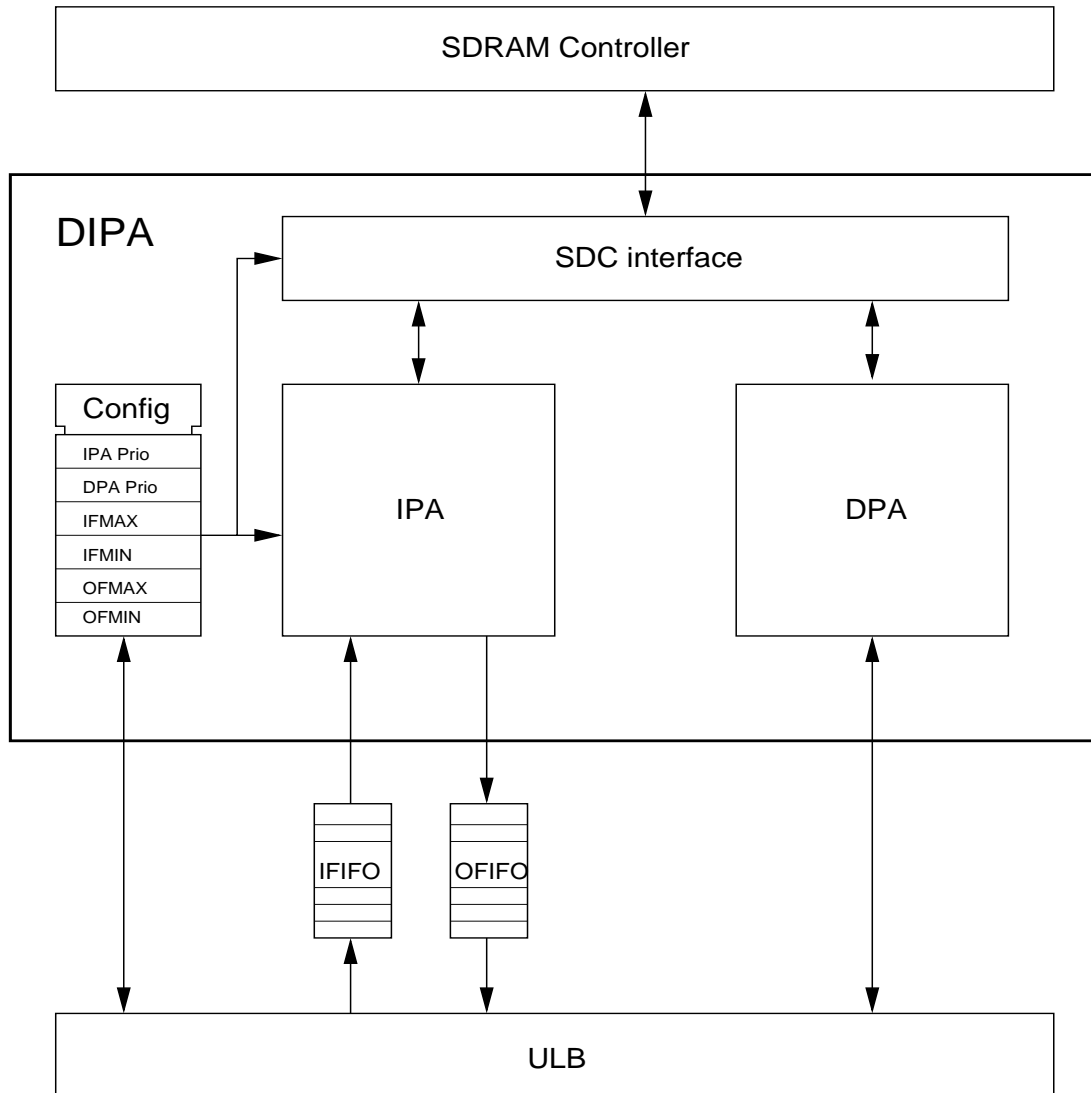 SDRAM Controller
DIPA
SDC interface
Config
IPA Prio
DPA Prio
IFMAX
IFMIN
OFMAX
OFMIN
IPA
DPA
IFIFO
OFIFO
ULB